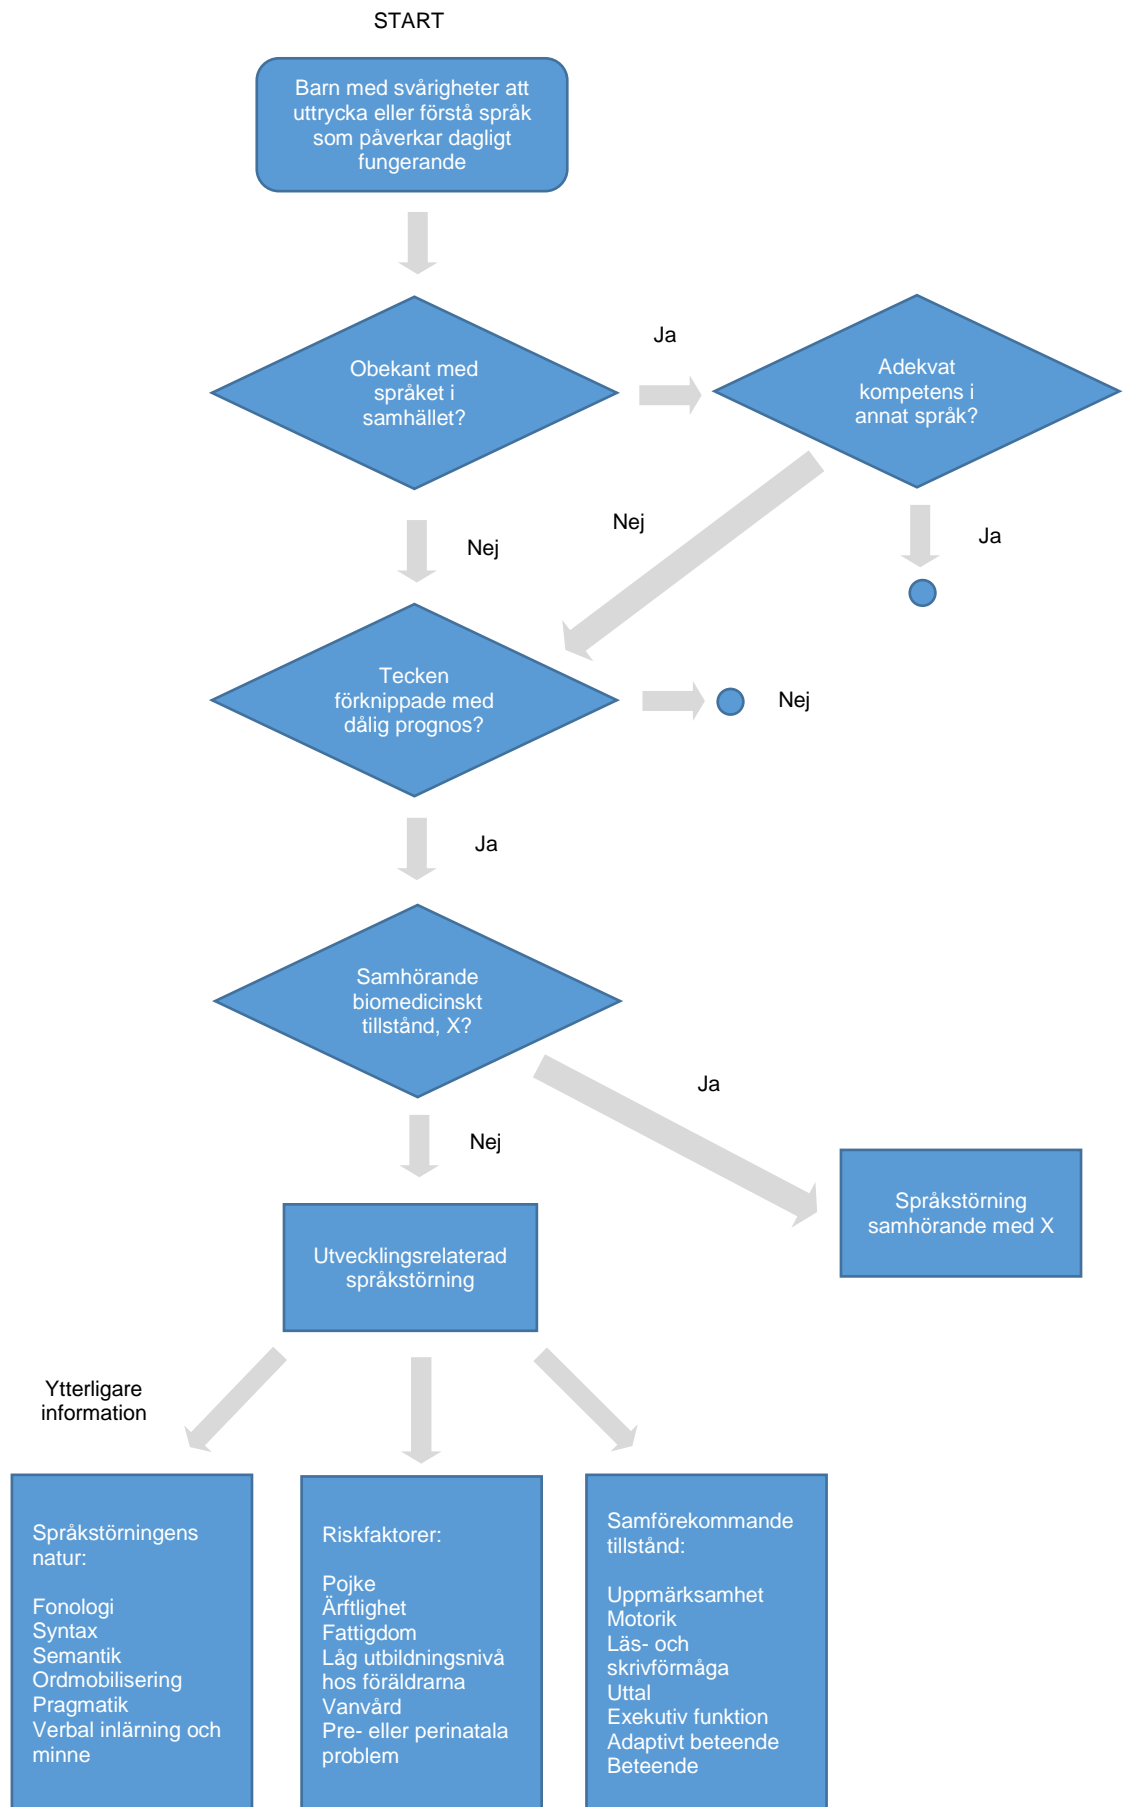 START
Barn med svårigheter att
uttrycka eller förstå språk
som påverkar dagligt
fungerande
Obekant med
språket i
samhället?
Ja
Adekvat
kompetens i
annat språk?
Nej
Nej
Ja
Tecken
förknippade med
dålig prognos?
Nej
Ja
Samhörande
biomedicinskt
tillstånd, X?
Ja
Nej
Språkstörning
samhörande med X
Utvecklingsrelaterad
språkstörning
Ytterligare
information
Språkstörningens
natur:
Fonologi
Syntax
Semantik
Ordmobilisering
Pragmatik
Verbal inlärning och
minne
Riskfaktorer:
Pojke
Ärftlighet
Fattigdom
Låg utbildningsnivå
hos föräldrarna
Vanvård
Pre- eller perinatala
problem
Samförekommande
tillstånd:
Uppmärksamhet
Motorik
Läs- och
skrivförmåga
Uttal
Exekutiv funktion
Adaptivt beteende
Beteende